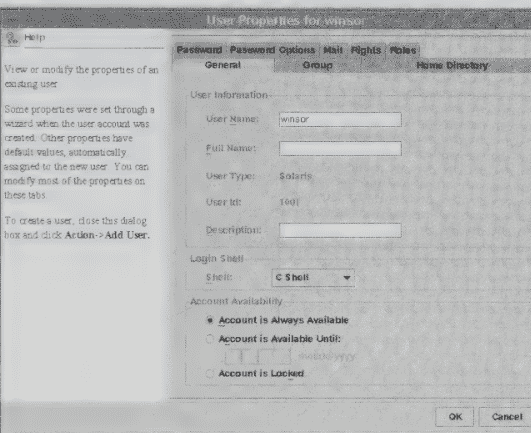 User Properties for winsor
Help
View or modify the properties of an
existing user
Some properties were set through a
wizard when the user account was
created. Other properties have
default values, automatically
assigned to the new user. You can
modify most of the properties on
these tabs
To create a user, close this dialog
box and click Action->Add User.
Password Password Options Mail Rights Roles
General Group Home Directory
User Information
User Name: winsor
Full Name:
User Type: Solaris
User Id: 1001
Description:
Login Shell
Shell: C Shell
Account Availability
Account is Always Available
Account is Available Until:
Account is Locked
OK Cancel